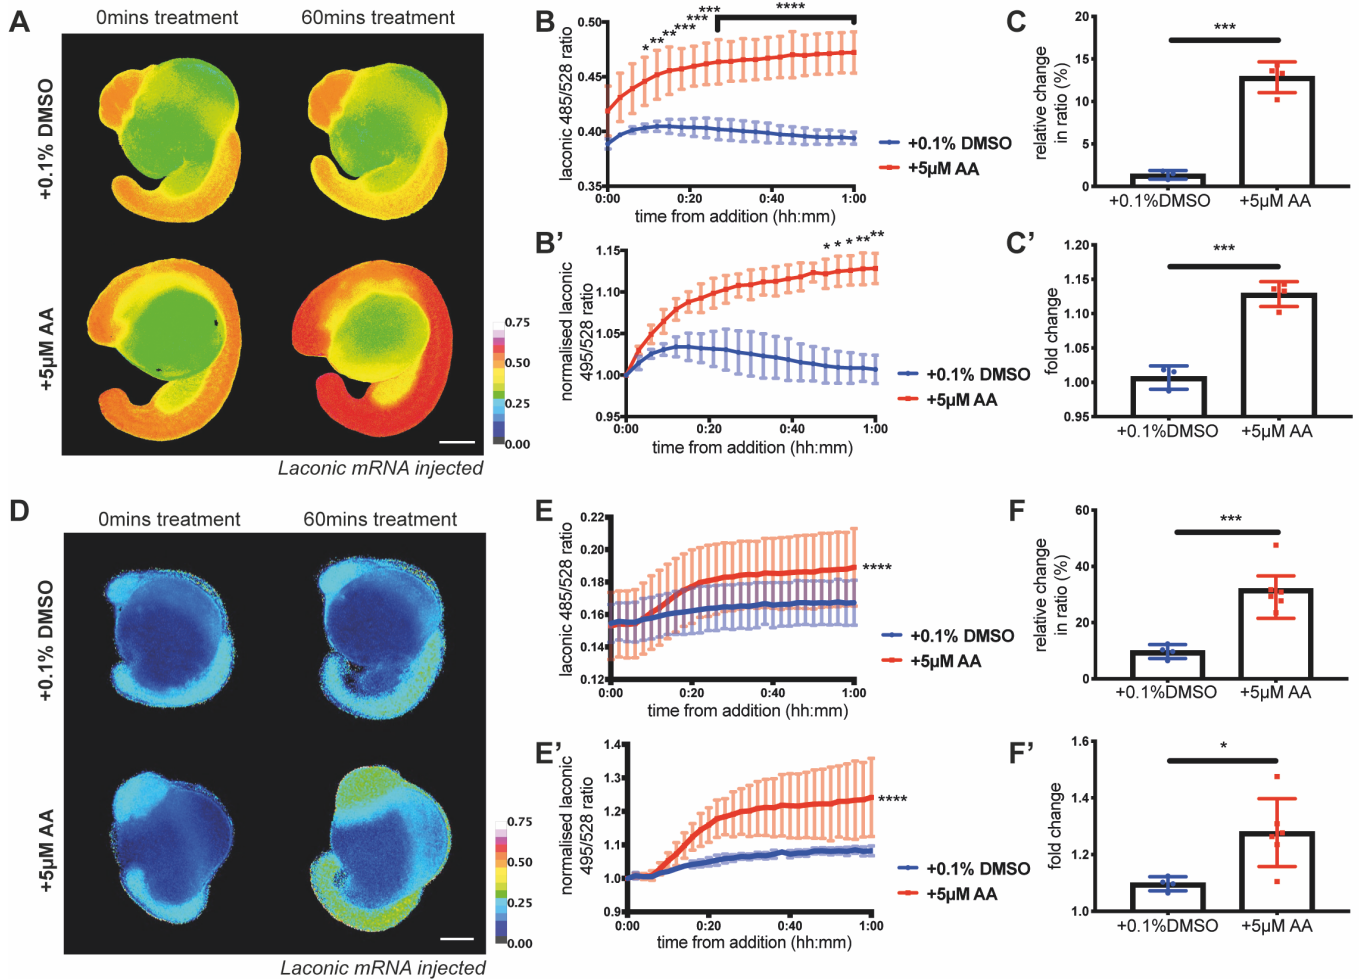 A
0mins treatment
60mins treatment
+0.1% DMSO
+5µM AA
0.75
0.50
0.25
0.00
Laconic mRNA injected
B
laconic 485/528 ratio
0.50
0.45
0.40
0.35
* ** ** *** *** *** ****
0:00 0:20 0:40 1:00
time from addition (hh:mm)
+0.1% DMSO
+5µM AA
C
relative change
in ratio (%)
20
15
10
5
0
***
+0.1%DMSO +5µM AA
B’
normalised laconic
495/528 ratio
1.15
1.10
1.05
1.00
0.95
* * * ** **
0:00 0:20 0:40 1:00
time from addition (hh:mm)
+0.1% DMSO
+5µM AA
C’
fold change
1.20
1.15
1.10
1.05
1.00
0.95
***
+0.1%DMSO +5µM AA
D
0mins treatment
60mins treatment
+0.1% DMSO
+5µM AA
0.75
0.50
0.25
0.00
Laconic mRNA injected
E
laconic 485/528 ratio
0.22
0.20
0.18
0.16
0.14
0.12
****
0:00 0:20 0:40 1:00
time from addition (hh:mm)
+0.1% DMSO
+5µM AA
F
relative change
in ratio (%)
60
40
20
0
***
+0.1%DMSO +5µM AA
E’
normalised laconic
495/528 ratio
1.4
1.3
1.2
1.1
1.0
0.9
****
0:00 0:20 0:40 1:00
time from addition (hh:mm)
+0.1% DMSO
+5µM AA
F’
fold change
1.6
1.4
1.2
1.0
*
+0.1%DMSO +5µM AA